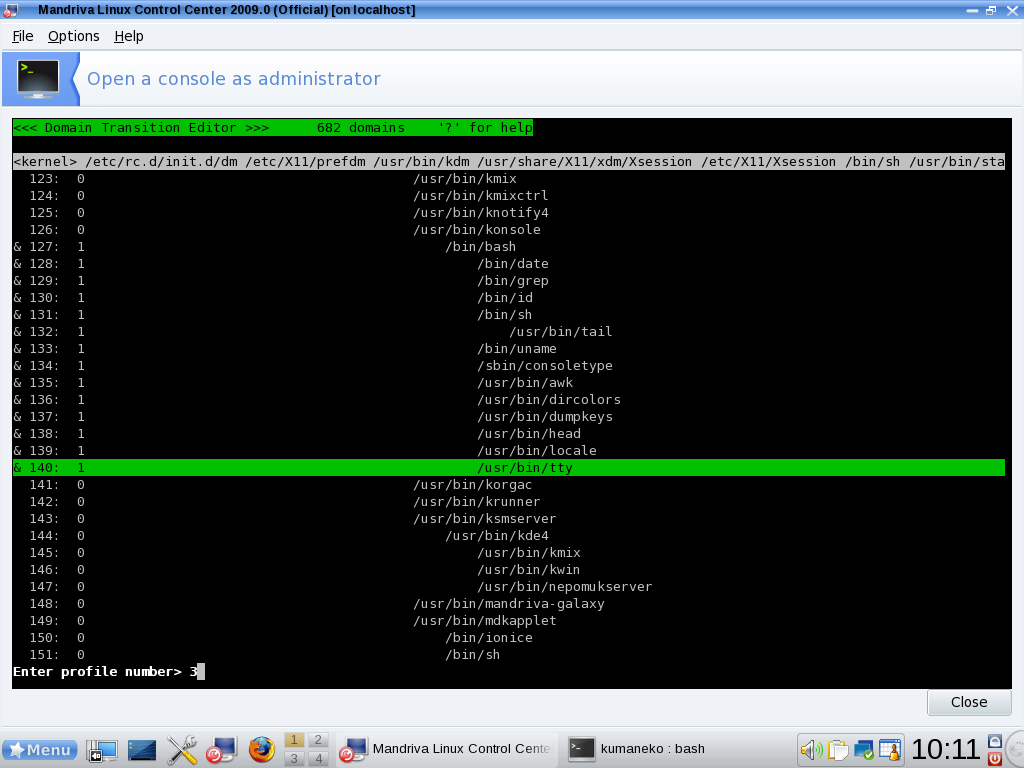 Mandriva Linux Control Center 2009.0 (Official) [on localhost]
File Options Help
>_
Open a console as administrator
<<< Domain Transition Editor >>>      682 domains    '?' for help
<kernel> /etc/rc.d/init.d/dm /etc/X11/prefdm /usr/bin/kdm /usr/share/X11/xdm/Xsession /etc/X11/Xsession /bin/sh /usr/bin/sta
123: 0 /usr/bin/kmix
124: 0 /usr/bin/kmixctrl
125: 0 /usr/bin/knotify4
126: 0 /usr/bin/konsole
& 127: 1 /bin/bash
& 128: 1 /bin/date
& 129: 1 /bin/grep
& 130: 1 /bin/id
& 131: 1 /bin/sh
& 132: 1 /usr/bin/tail
& 133: 1 /bin/uname
& 134: 1 /sbin/consoletype
& 135: 1 /usr/bin/awk
& 136: 1 /usr/bin/dircolors
& 137: 1 /usr/bin/dumpkeys
& 138: 1 /usr/bin/head
& 139: 1 /usr/bin/locale
& 140: 1 /usr/bin/tty
141: 0 /usr/bin/korgac
142: 0 /usr/bin/krunner
143: 0 /usr/bin/ksmserver
144: 0 /usr/bin/kde4
145: 0 /usr/bin/kmix
146: 0 /usr/bin/kwin
147: 0 /usr/bin/nepomukserver
148: 0 /usr/bin/mandriva-galaxy
149: 0 /usr/bin/mdkapplet
150: 0 /bin/ionice
151: 0 /bin/sh
Enter profile number> 3
Close
Menu
1 2
3 4
Mandriva Linux Control Cente
kumaneko : bash
10:11